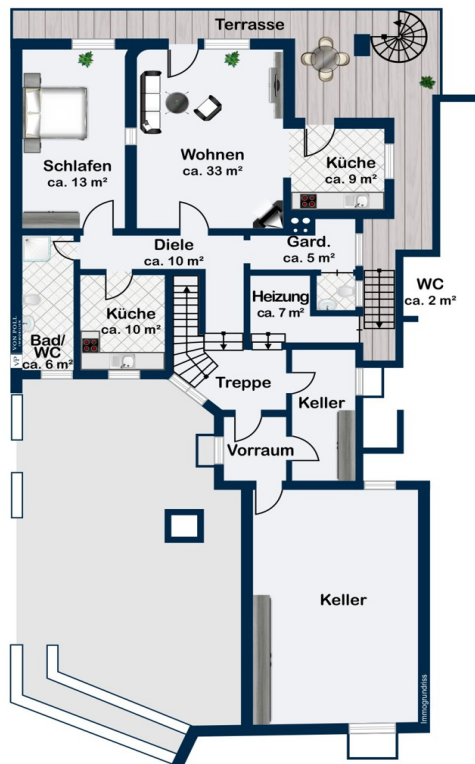 Terrasse
Schlafen
ca. 13 m²
Wohnen
ca. 33 m²
Küche
ca. 9 m²
Diele
ca. 10 m²
Gard.
ca. 5 m²
WC
ca. 2 m²
Küche
ca. 10 m²
Heizung
ca. 7 m²
Bad/
WC
ca. 6 m²
VP VON POLL
Treppe
Keller
Vorraum
Keller
Immogrundriss